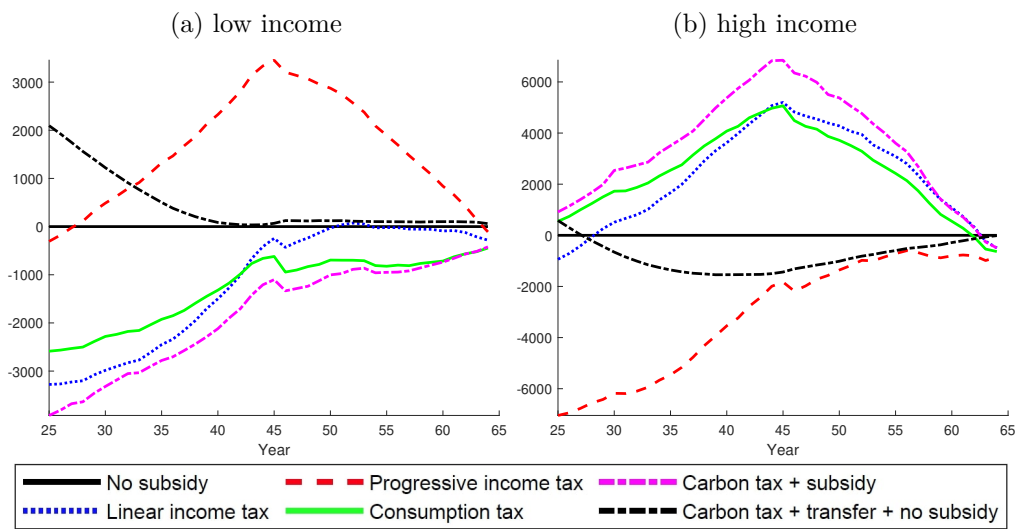 (a) low income
(b) high income
3000
2000
1000
0
-1000
-2000
-3000
25 30 35 40 45 50 55 60 65
Year
6000
4000
2000
0
-2000
-4000
-6000
25 30 35 40 45 50 55 60 65
Year
No subsidy
Progressive income tax
Carbon tax + subsidy
Linear income tax
Consumption tax
Carbon tax + transfer + no subsidy